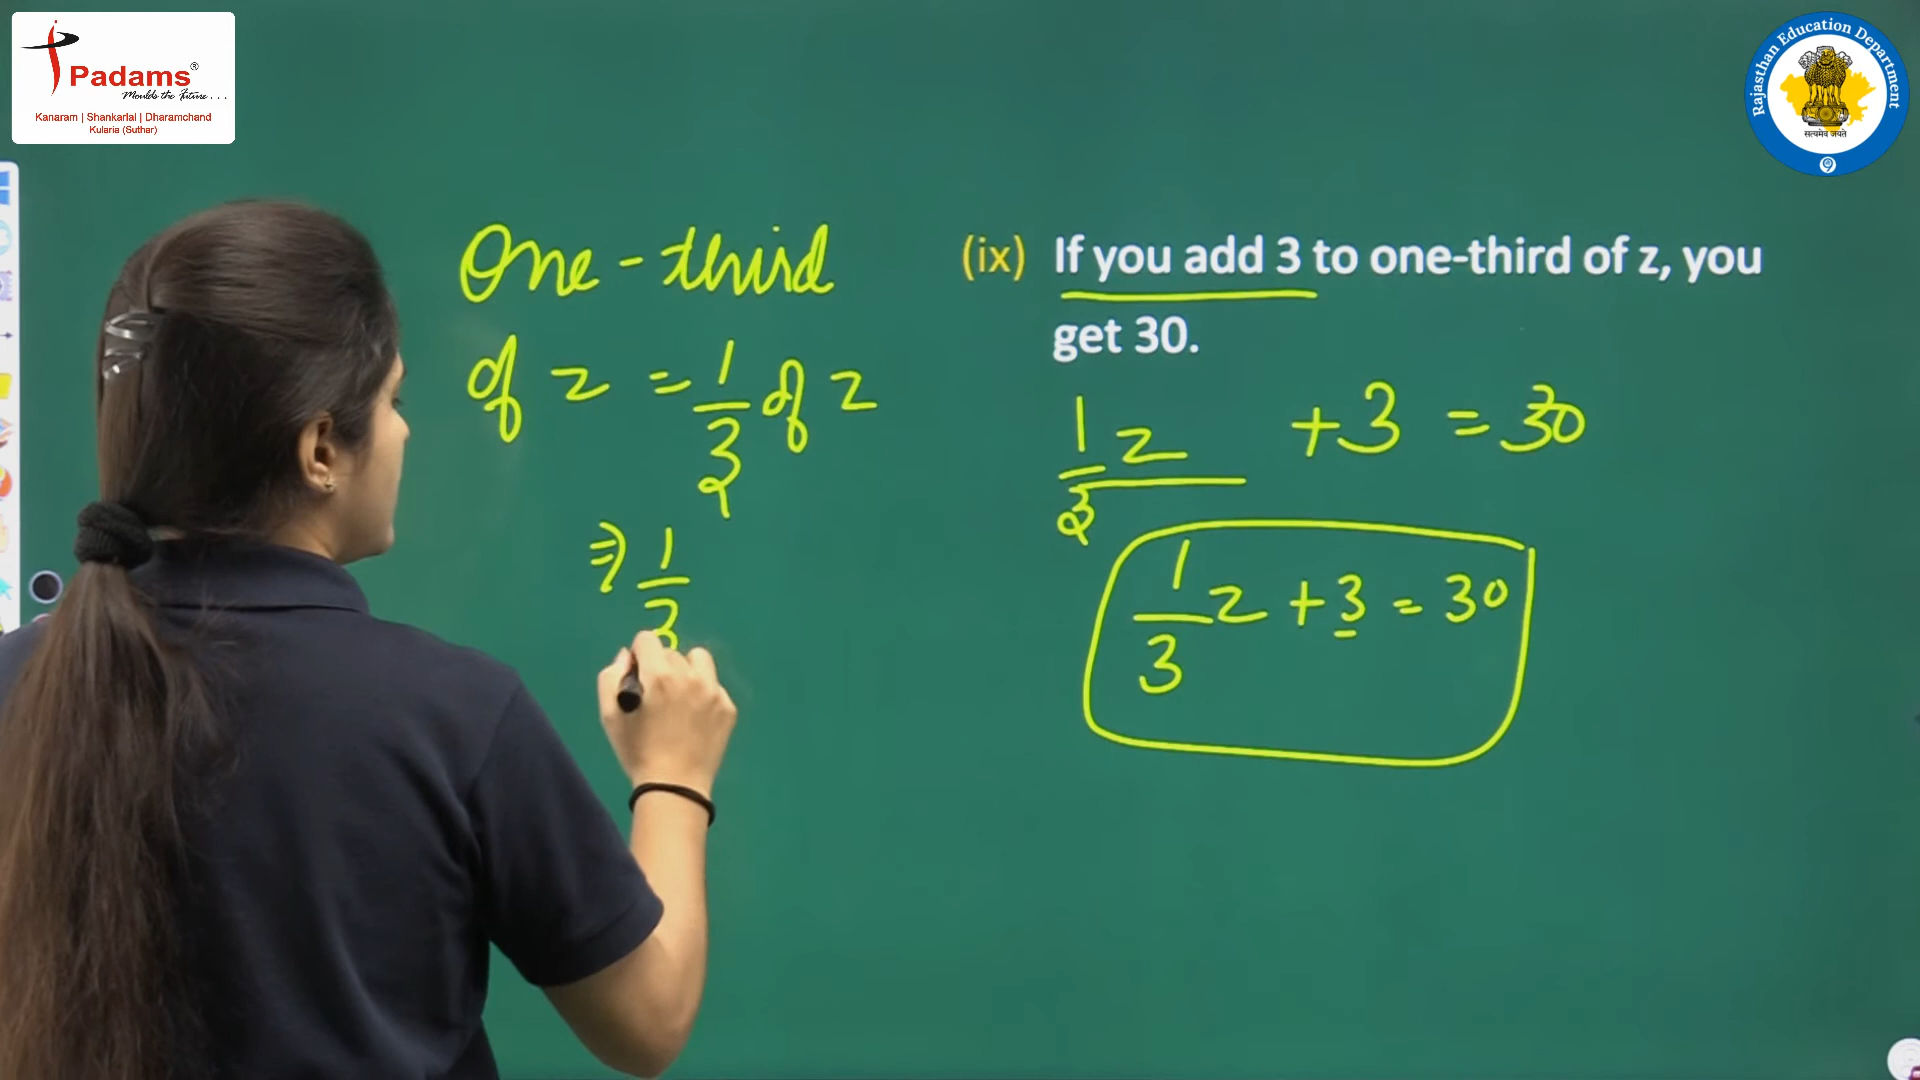 Padams®
Moulds the Future...
Kanaram | Shankarlal | Dharamchand
Kularia (Suthar)
Rajasthan Education Department
सत्यमेव जयते
One-third
of z = 1/3 of z
⇒ 1/3
(ix) If you add 3 to one-third of z, you
get 30.
1/3 z + 3 = 30
1/3 z + 3 = 30